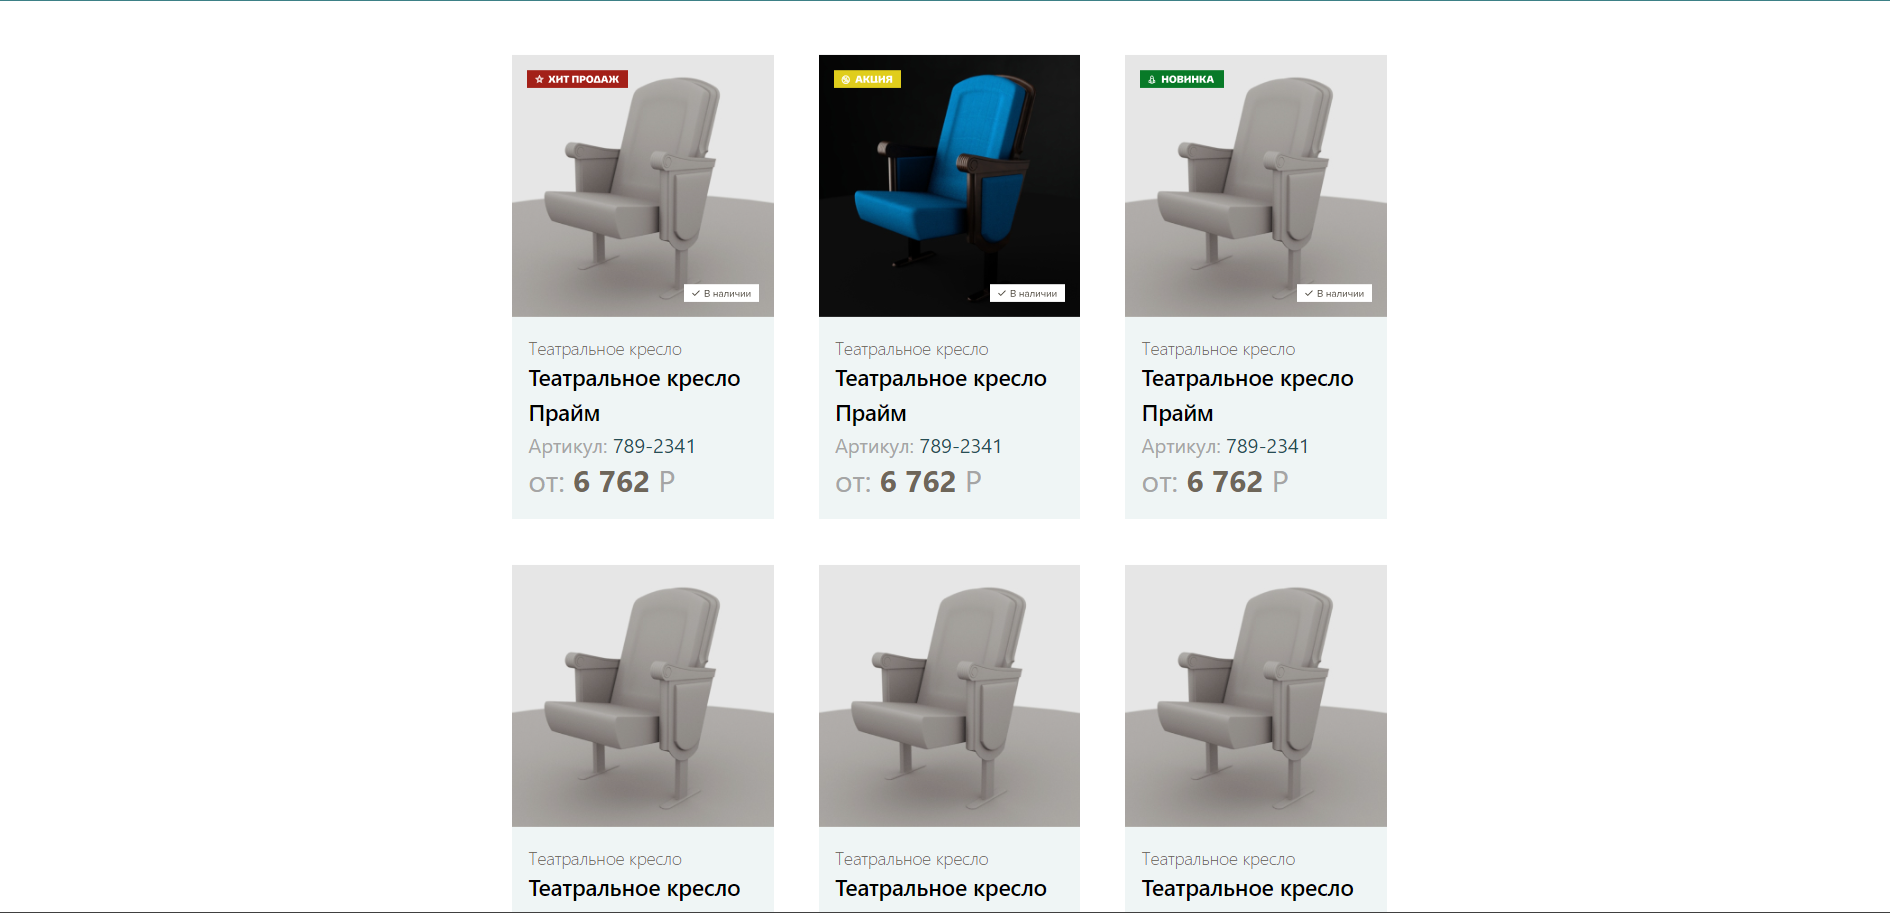 ХИТ ПРОДАЖ
В наличии
Театральное кресло
Театральное кресло
Прайм
Артикул: 789-2341
от: 6 762 Р
АКЦИЯ
В наличии
Театральное кресло
Театральное кресло
Прайм
Артикул: 789-2341
от: 6 762 Р
НОВИНКА
В наличии
Театральное кресло
Театральное кресло
Прайм
Артикул: 789-2341
от: 6 762 Р
Театральное кресло
Театральное кресло
Театральное кресло
Театральное кресло
Театральное кресло
Театральное кресло